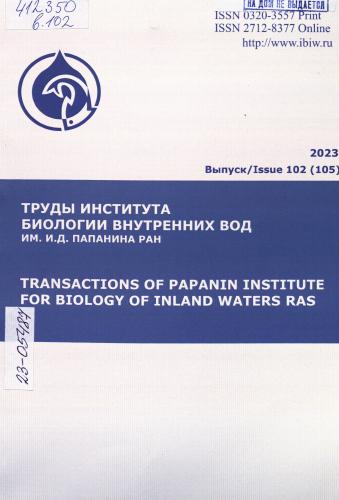 412350
в.102
НА ДОМ НЕ ВЫДАЕТСЯ
ISSN 0320-3557 Print
ISSN 2712-8377 Online
http://www.ibiw.ru
2023
Выпуск/Issue 102 (105)
ТРУДЫ ИНСТИТУТА
БИОЛОГИИ ВНУТРЕННИХ ВОД
ИМ. И.Д. ПАПАНИНА РАН
TRANSACTIONS OF PAPANIN INSTITUTE
FOR BIOLOGY OF INLAND WATERS RAS
23-05484